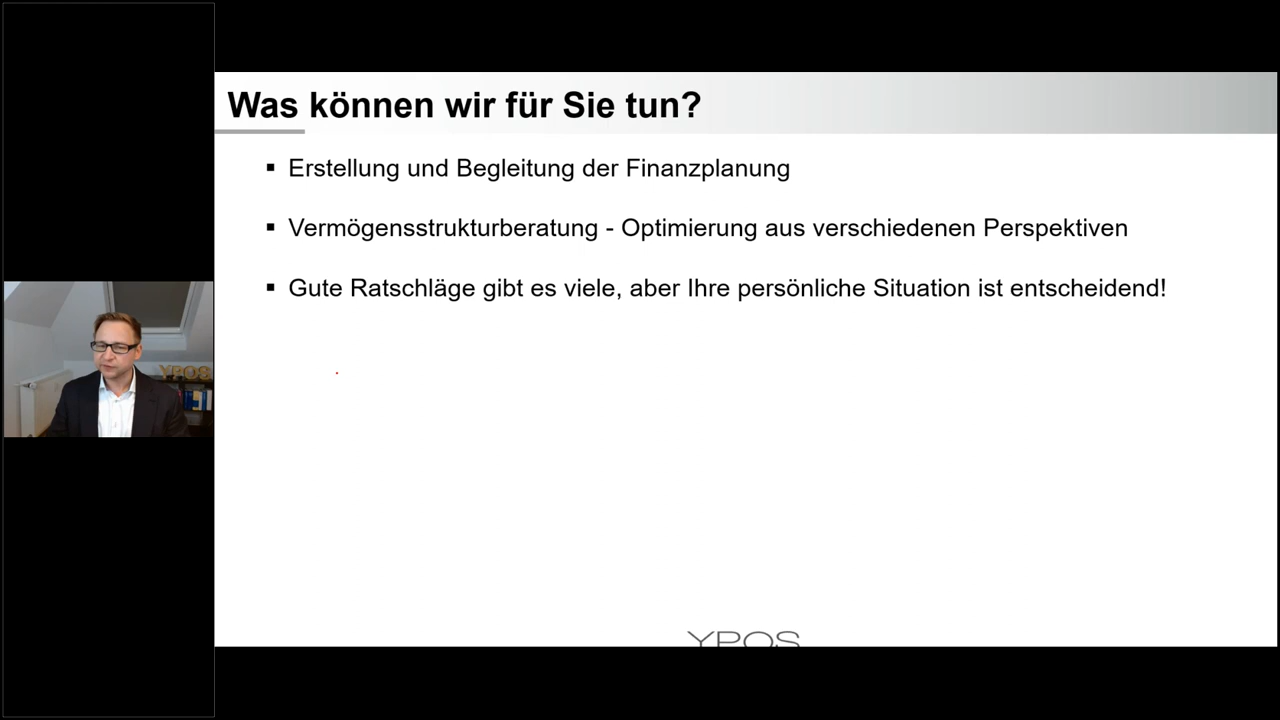 Was können wir für Sie tun?
▪ Erstellung und Begleitung der Finanzplanung
▪ Vermögensstrukturberatung - Optimierung aus verschiedenen Perspektiven
▪ Gute Ratschläge gibt es viele, aber Ihre persönliche Situation ist entscheidend!
YPOS
YPOS